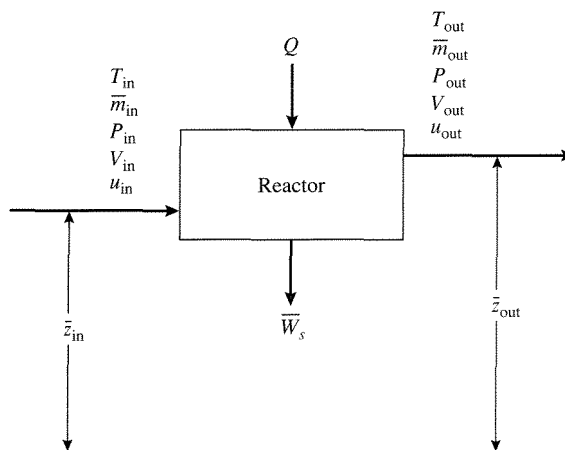 Q
T_in
m̅_in
P_in
V_in
u_in
T_out
m̅_out
P_out
V_out
u_out
Reactor
W̅_s
z̅_in
z̅_out